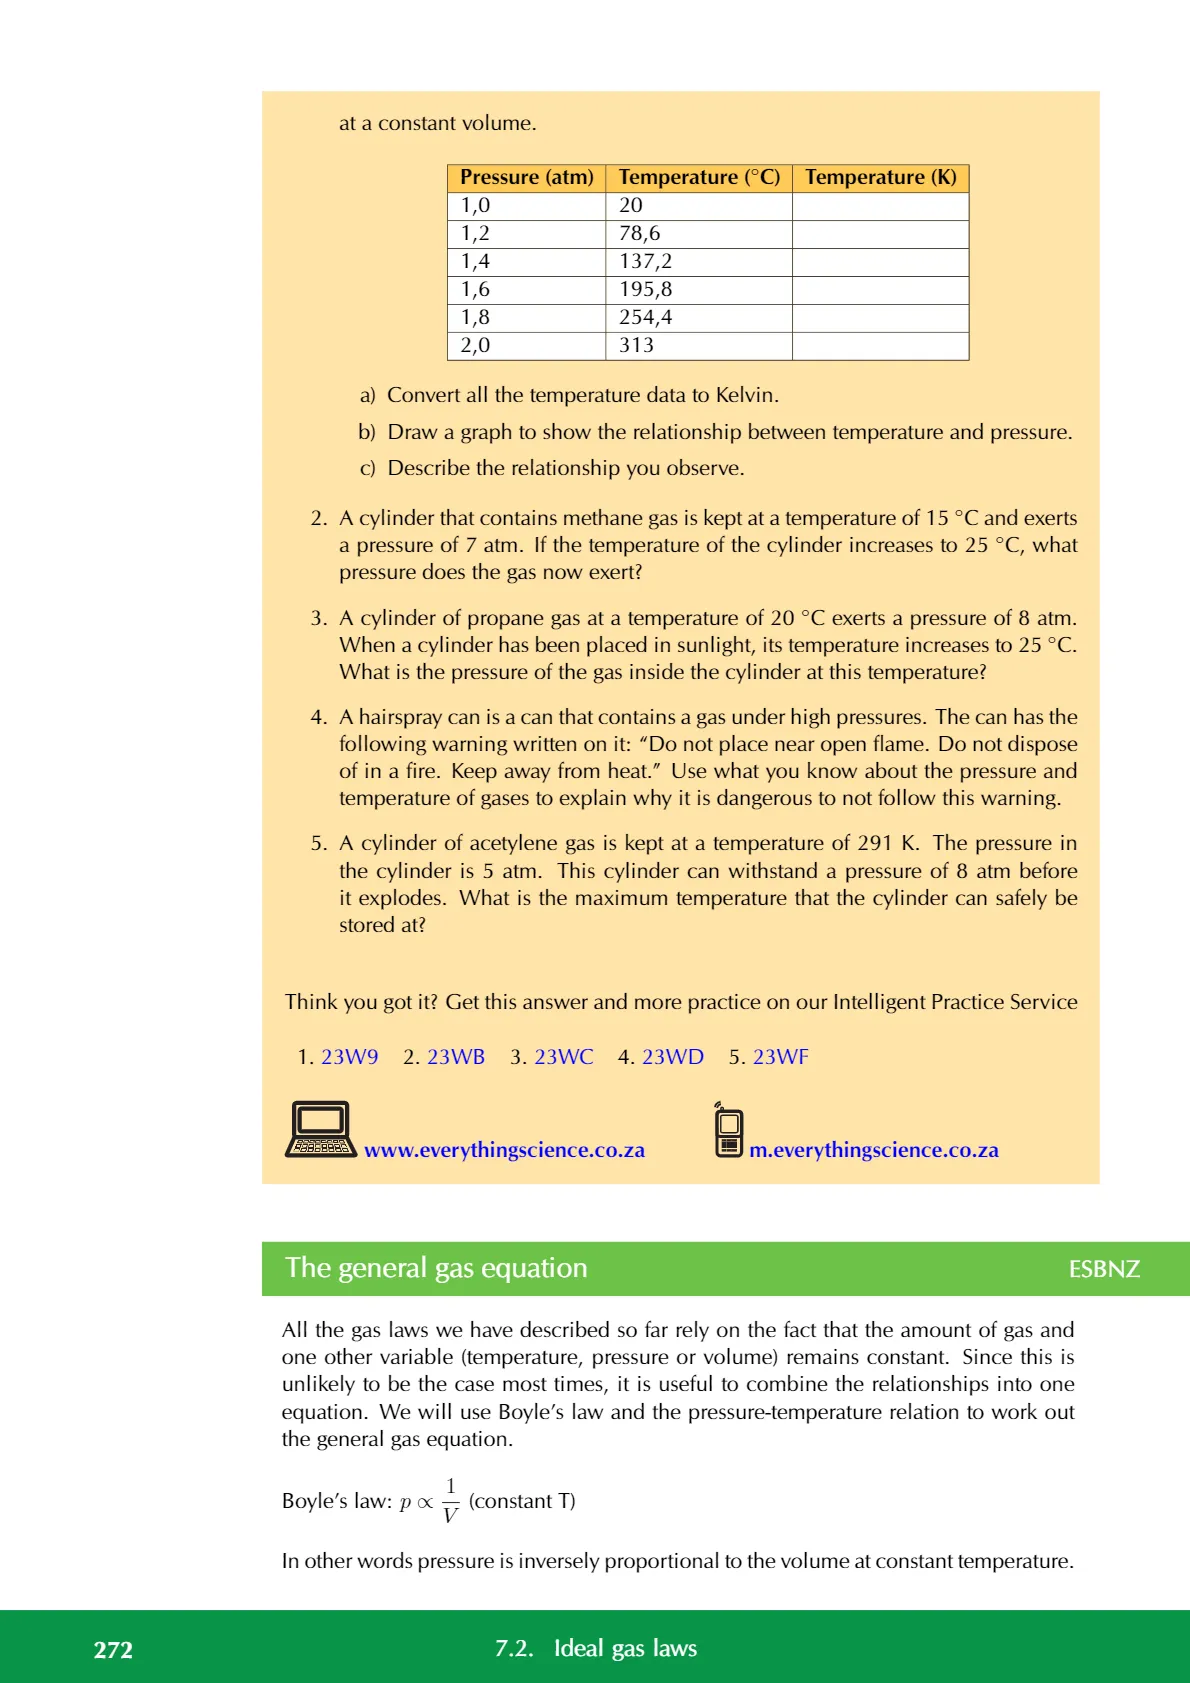 at a constant volume.
Pressure (atm) Temperature (°C) Temperature (K)
1,0 20
1,2 78,6
1,4 137,2
1,6 195,8
1,8 254,4
2,0 313
a) Convert all the temperature data to Kelvin.
b) Draw a graph to show the relationship between temperature and pressure.
c) Describe the relationship you observe.
2. A cylinder that contains methane gas is kept at a temperature of 15 °C and exerts
a pressure of 7 atm. If the temperature of the cylinder increases to 25 °C, what
pressure does the gas now exert?
3. A cylinder of propane gas at a temperature of 20 °C exerts a pressure of 8 atm.
When a cylinder has been placed in sunlight, its temperature increases to 25 °C.
What is the pressure of the gas inside the cylinder at this temperature?
4. A hairspray can is a can that contains a gas under high pressures. The can has the
following warning written on it: “Do not place near open flame. Do not dispose
of in a fire. Keep away from heat.” Use what you know about the pressure and
temperature of gases to explain why it is dangerous to not follow this warning.
5. A cylinder of acetylene gas is kept at a temperature of 291 K. The pressure in
the cylinder is 5 atm. This cylinder can withstand a pressure of 8 atm before
it explodes. What is the maximum temperature that the cylinder can safely be
stored at?
Think you got it? Get this answer and more practice on our Intelligent Practice Service
1. 23W9 2. 23WB 3. 23WC 4. 23WD 5. 23WF
www.everythingscience.co.za m.everythingscience.co.za
The general gas equation ESBNZ
All the gas laws we have described so far rely on the fact that the amount of gas and
one other variable (temperature, pressure or volume) remains constant. Since this is
unlikely to be the case most times, it is useful to combine the relationships into one
equation. We will use Boyle’s law and the pressure-temperature relation to work out
the general gas equation.
Boyle’s law: p ∝ 1/V (constant T)
In other words pressure is inversely proportional to the volume at constant temperature.
272 7.2. Ideal gas laws